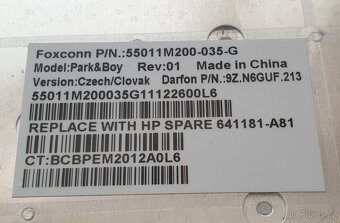 Foxconn P/N.:55011M200-035-G
Model:Park&Boy Rev:01 Made in China
Version:Czech/Clovak Darfon P/N.:9Z.N6GUF.213
55011M200035G11122600L6
REPLACE WITH HP SPARE 641181-A81
CT:BCBPEM2012A0L6